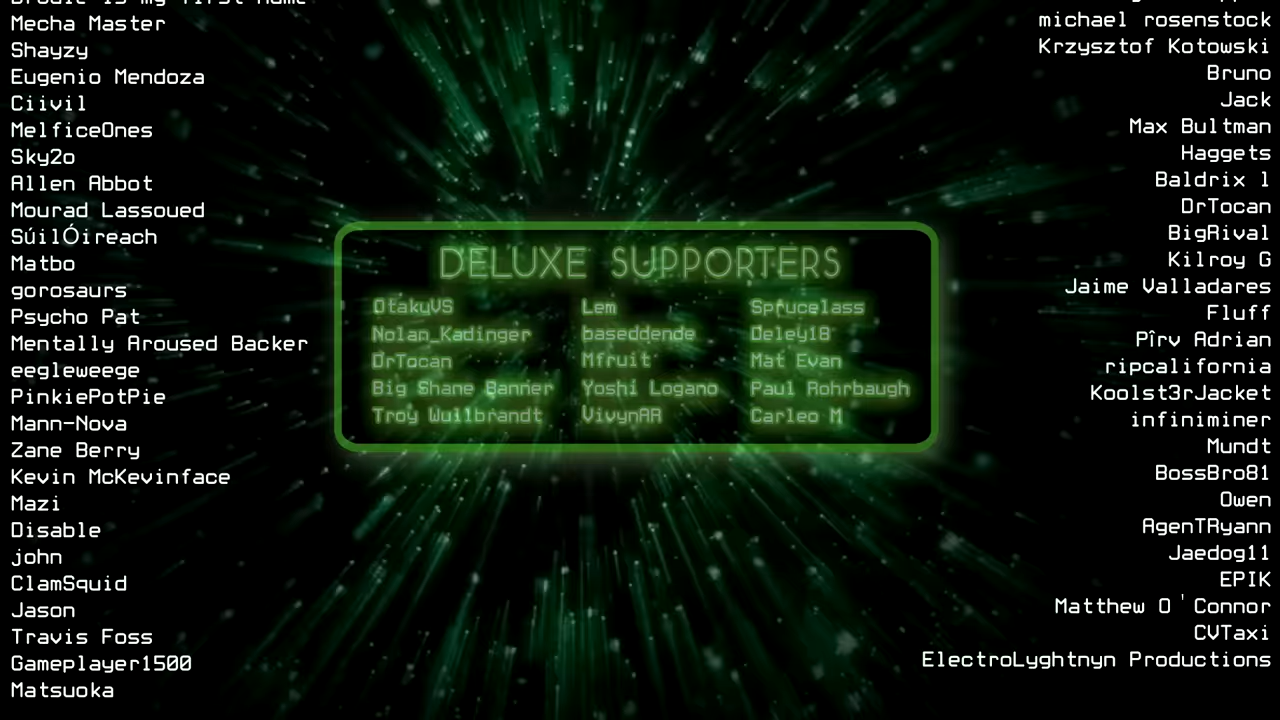 Mecha Master
Shayzy
Eugenio Mendoza
Ciivil
MelficeOnes
Sky2o
Allen Abbot
Mourad Lassoued
SúilÓireach
Matbo
gorosaurs
Psycho Pat
Mentally Aroused Backer
eegleweege
PinkiePotPie
Mann-Nova
Zane Berry
Kevin McKevinface
Mazi
Disable
john
ClamSquid
Jason
Travis Foss
Gameplayer1500
Matsuoka
DELUXE SUPPORTERS
OtakuVS Lem Sprucelass
Nolan_Kadinger baseddende Deley18
DrTocan Mfruit Mat Evan
Big Shane Banner Yoshi Logano Paul Rohrbaugh
Troy Wullbrandt VivynAR Carleo M
michael rosenstock
Krzysztof Kotowski
Bruno
Jack
Max Bultman
Haggets
Baldrix l
DrTocan
BigRival
Kilroy G
Jaime Valladares
Fluff
Pîrv Adrian
ripcalifornia
Koolst3rJacket
infiniminer
Mundt
BossBro81
Owen
AgenTRyann
Jaedog11
EPIK
Matthew O'Connor
CVTaxi
ElectroLyghtnyn Productions